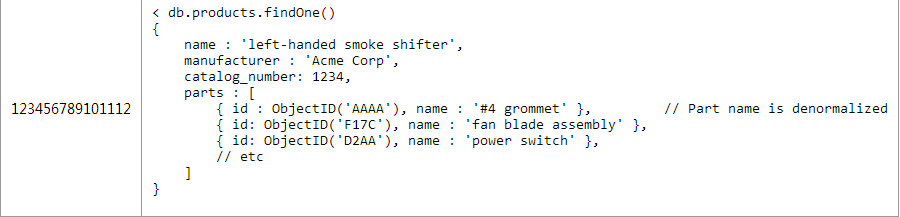 123456789101112
< db.products.findOne()
{
    name : 'left-handed smoke shifter',
    manufacturer : 'Acme Corp',
    catalog_number: 1234,
    parts : [
        { id : ObjectID('AAAA'), name : '#4 grommet' },         // Part name is denormalized
        { id: ObjectID('F17C'), name : 'fan blade assembly' },
        { id: ObjectID('D2AA'), name : 'power switch' },
        // etc
    ]
}